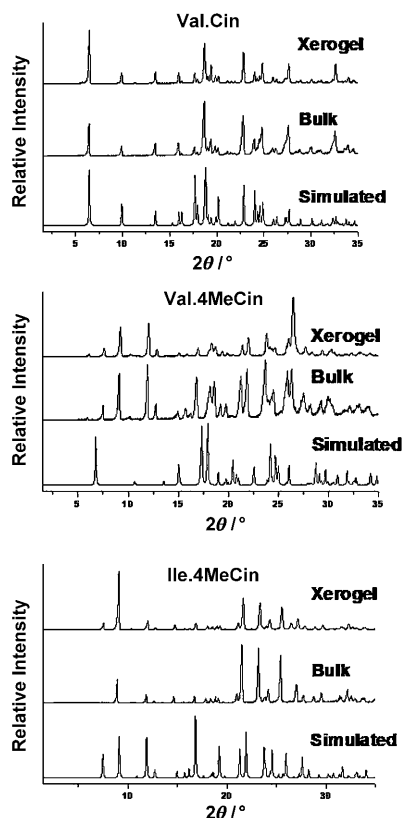 Val.Cin
Xerogel
Bulk
Simulated
Relative Intensity
5 10 15 20 25 30 35
2θ /°
Val.4MeCin
Xerogel
Bulk
Simulated
Relative Intensity
5 10 15 20 25 30 35
2θ /°
Ile.4MeCin
Xerogel
Bulk
Simulated
Relative Intensity
10 20 30
2θ /°